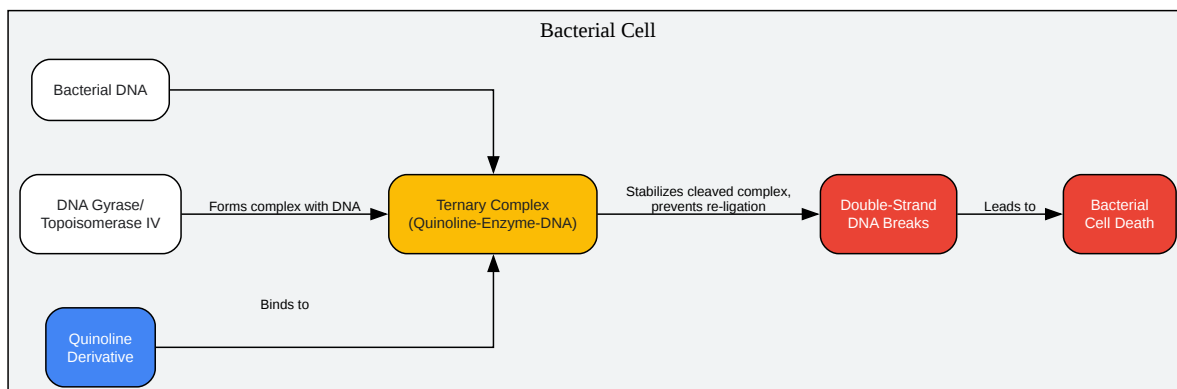 Bacterial Cell
Bacterial DNA
DNA Gyrase/
Topoisomerase IV
Forms complex with DNA
Ternary Complex
(Quinoline-Enzyme-DNA)
Stabilizes cleaved complex,
prevents re-ligation
Double-Strand
DNA Breaks
Leads to
Bacterial
Cell Death
Binds to
Quinoline
Derivative